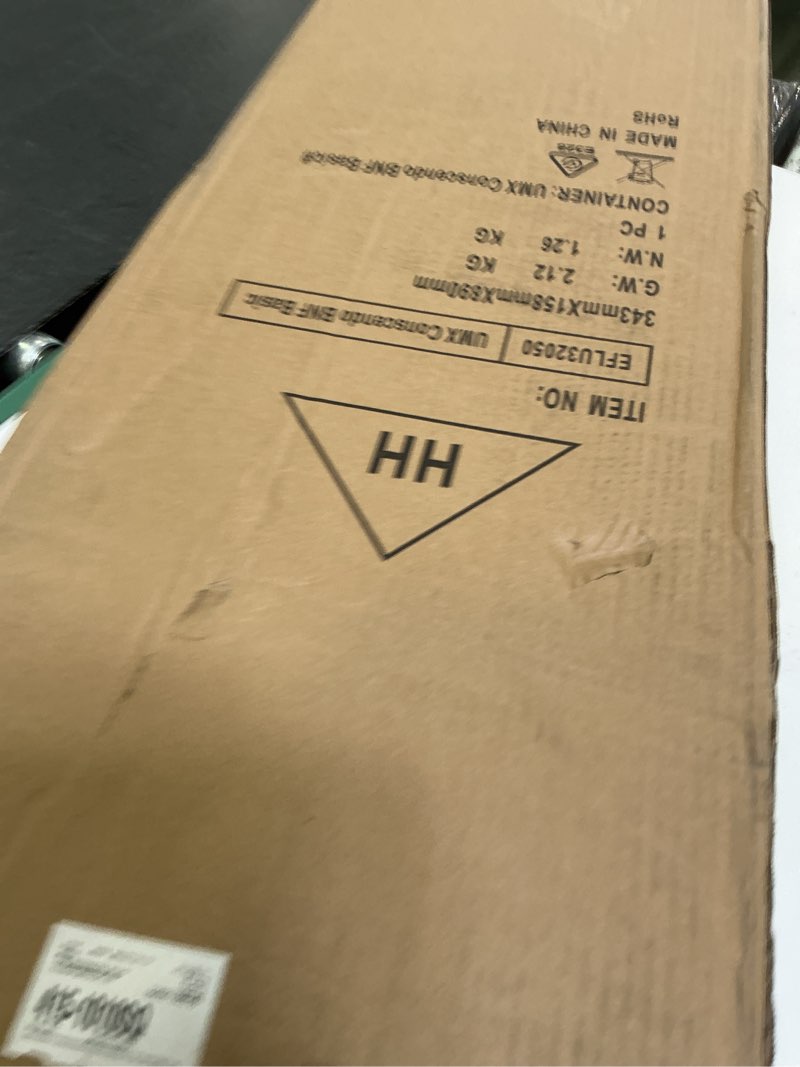 HH
ITEM NO:
EFLU32050 UMX Conscendo BNF Basic
343mmX158mmX890mm
G.W: 2.12 KG
N.W: 1.26 KG
1 PC
CONTAINER: UMX Conscendo BNF Basic*1
MADE IN CHINA
RoHS